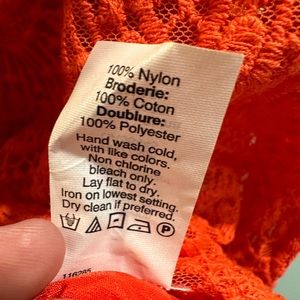 100% Nylon
Broderie:
100% Coton
Doublure:
100% Polyester
Hand wash cold,
with like colors.
Non chlorine
bleach only.
Lay flat to dry.
Iron on lowest setting.
Dry clean if preferred.
P
116285